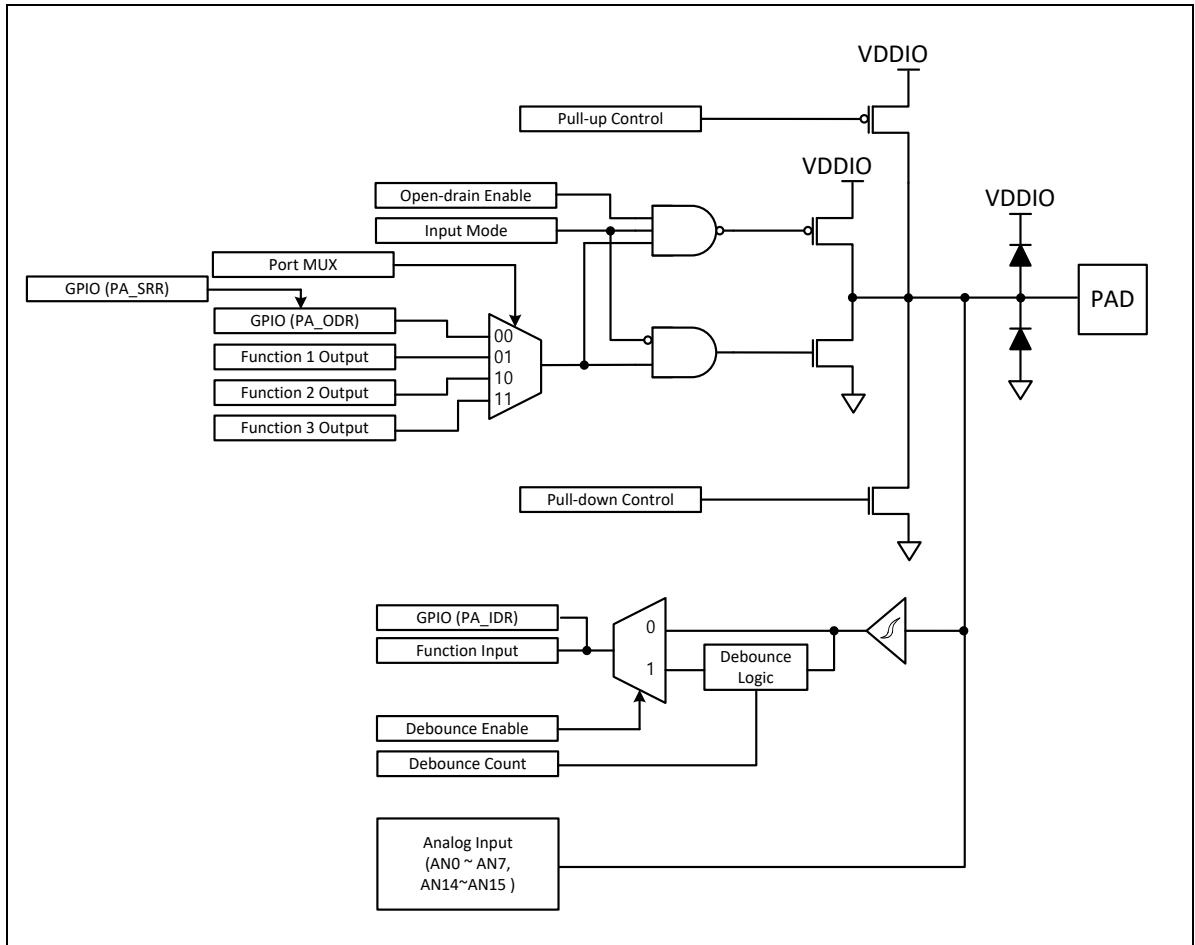 VDDIO
Pull-up Control
VDDIO
Open-drain Enable
VDDIO
Input Mode
Port MUX
GPIO (PA_SRR)
PAD
GPIO (PA_ODR)
00
Function 1 Output
01
Function 2 Output
10
11
Function 3 Output
Pull-down Control
GPIO (PA_IDR)
0
Function Input
Debounce
Logic
1
Debounce Enable
Debounce Count
Analog Input
(AN0 ~ AN7,
AN14~AN15 )